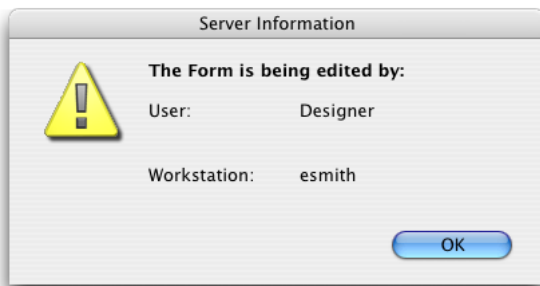 Server Information
The Form is being edited by:
User: Designer
Workstation: esmith
OK